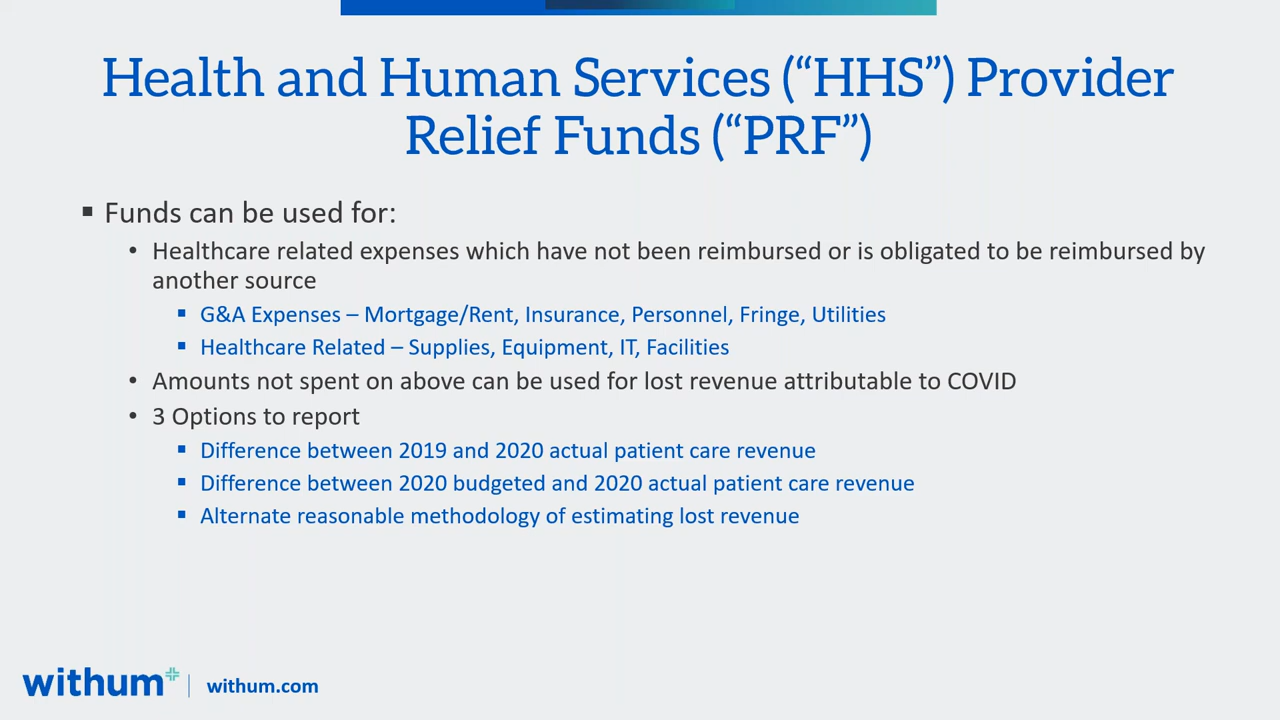 Health and Human Services (“HHS”) Provider
Relief Funds (“PRF”)
▪ Funds can be used for:
• Healthcare related expenses which have not been reimbursed or is obligated to be reimbursed by
another source
▪ G&A Expenses – Mortgage/Rent, Insurance, Personnel, Fringe, Utilities
▪ Healthcare Related – Supplies, Equipment, IT, Facilities
• Amounts not spent on above can be used for lost revenue attributable to COVID
• 3 Options to report
▪ Difference between 2019 and 2020 actual patient care revenue
▪ Difference between 2020 budgeted and 2020 actual patient care revenue
▪ Alternate reasonable methodology of estimating lost revenue
withum+ | withum.com